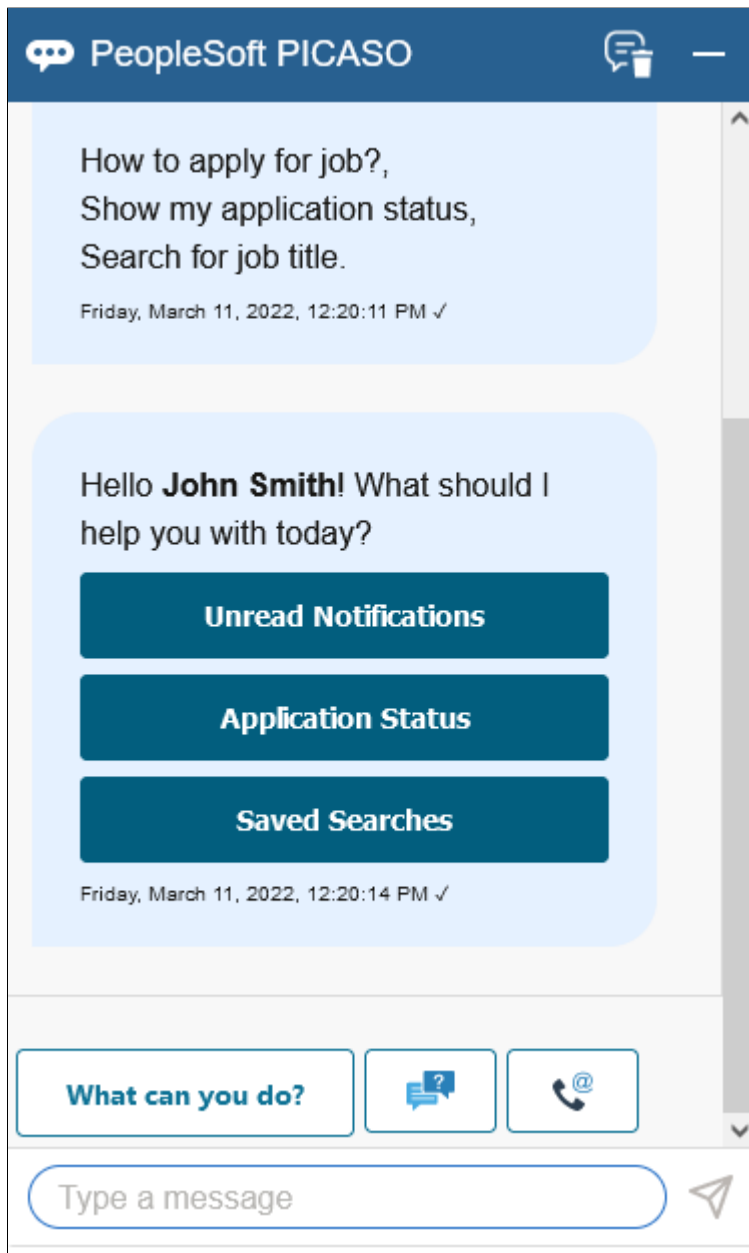 PeopleSoft PICASO
How to apply for job?,
Show my application status,
Search for job title.
Friday, March 11, 2022, 12:20:11 PM ✓
Hello John Smith! What should I
help you with today?
Unread Notifications
Application Status
Saved Searches
Friday, March 11, 2022, 12:20:14 PM ✓
What can you do?
?
@
Type a message